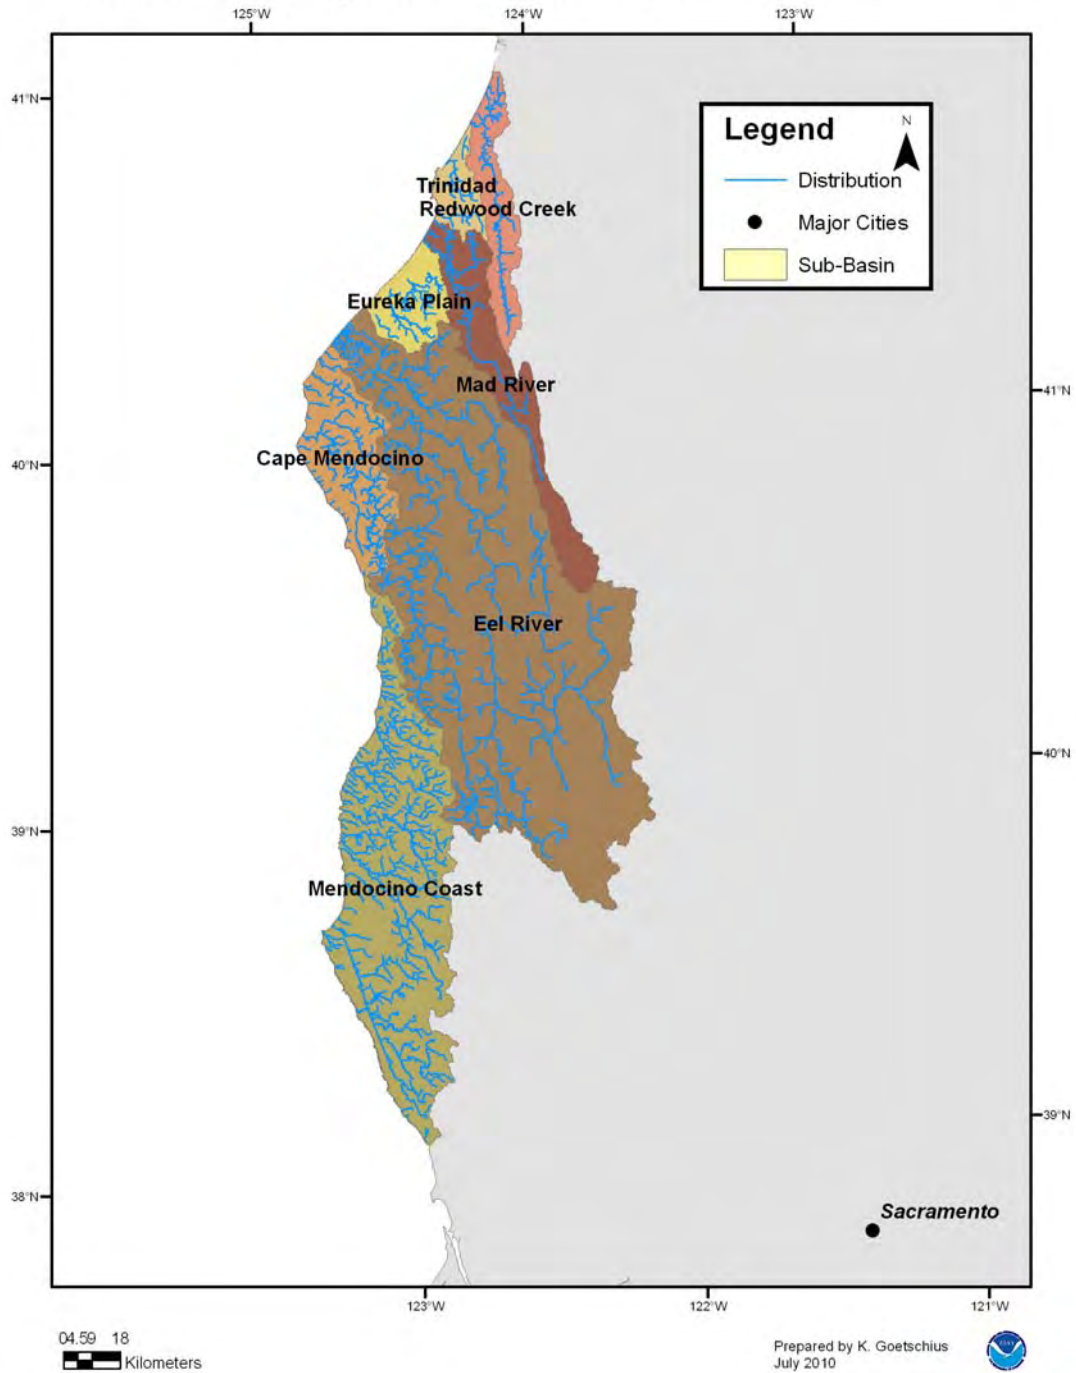 125°W 124°W 123°W
41°N
Legend
N
Distribution
Major Cities
Sub-Basin
Trinidad
Redwood Creek
Eureka Plain
Mad River
41°N
Cape Mendocino
40°N
Eel River
40°N
39°N
Mendocino Coast
39°N
38°N
Sacramento
123°W 122°W 121°W
04.59 18
Kilometers
Prepared by K. Goetschius
July 2010